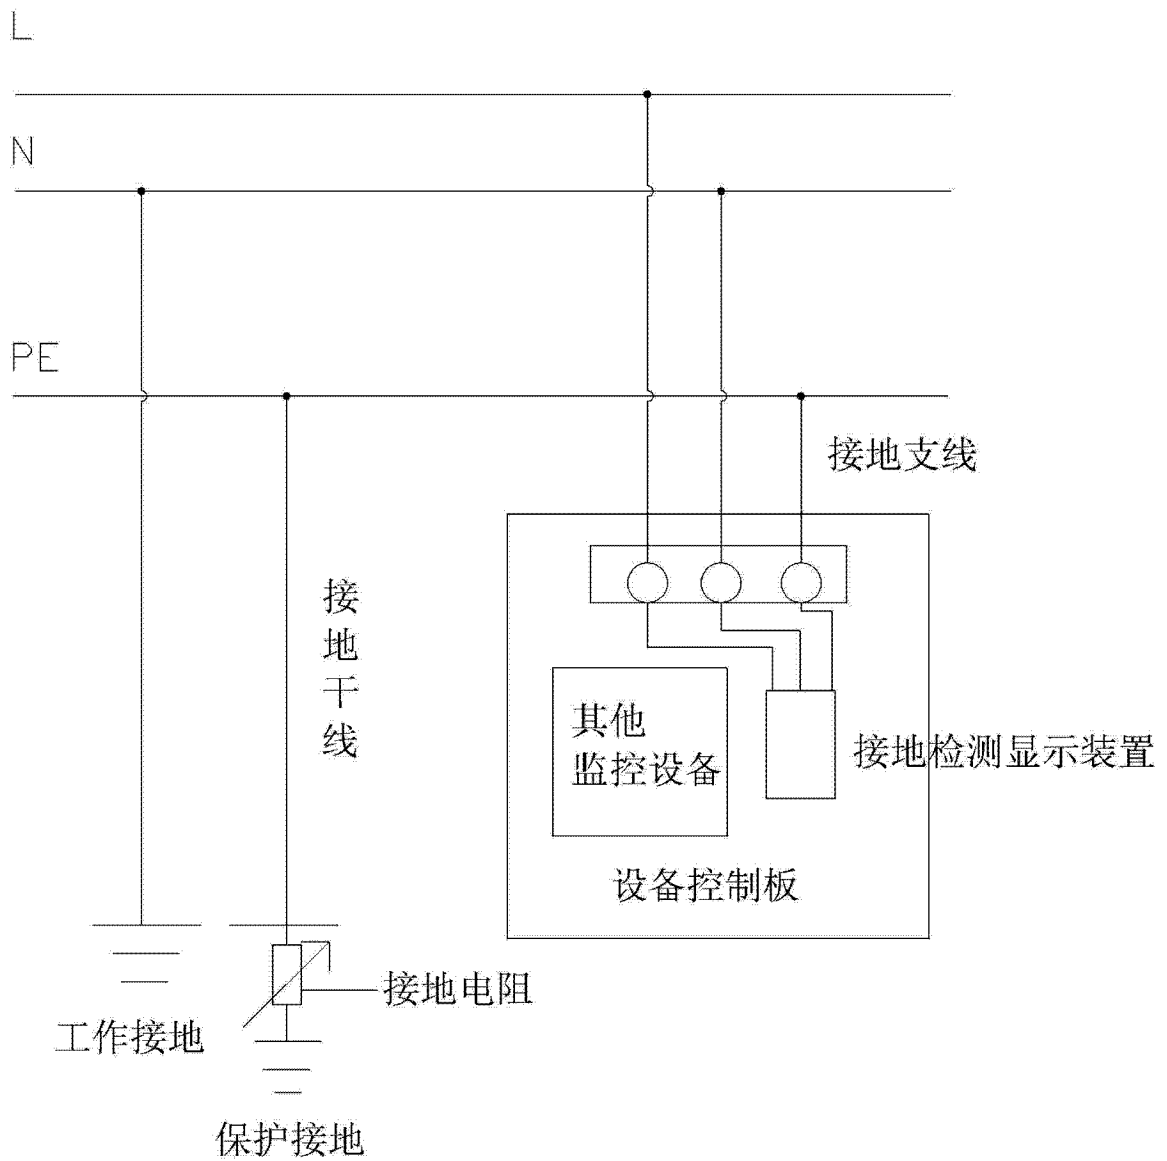 L
N
PE
接地支线
接地干线
其他
监控设备
接地检测显示装置
设备控制板
接地电阻
工作接地
保护接地